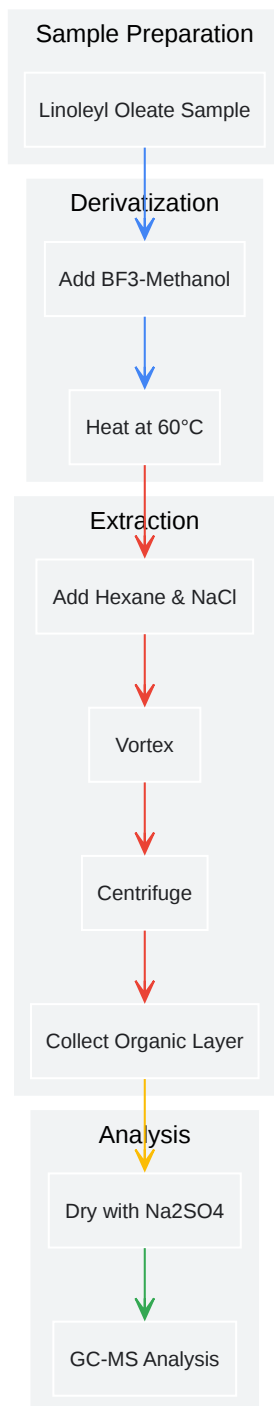 Sample Preparation
Linoleyl Oleate Sample
Derivatization
Add BF3-Methanol
Heat at 60°C
Extraction
Add Hexane & NaCl
Vortex
Centrifuge
Collect Organic Layer
Analysis
Dry with Na2SO4
GC-MS Analysis